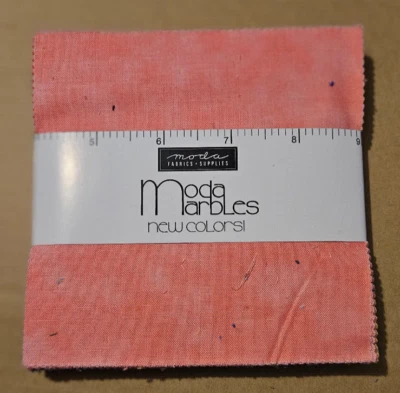 5 6 7 8 9
moda
FABRICS + SUPPLIES
Moda
Marbles
new colors!